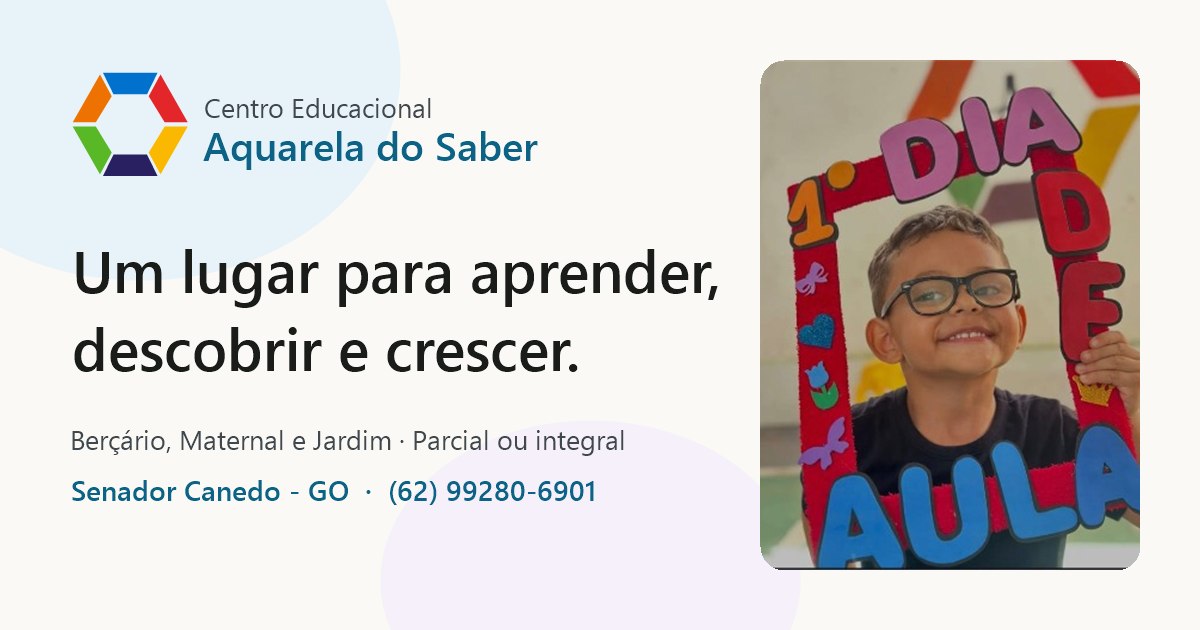 Centro Educacional
Aquarela do Saber
Um lugar para aprender,
descobrir e crescer.
Berçário, Maternal e Jardim · Parcial ou integral
Senador Canedo - GO · (62) 99280-6901
1º DIA
DE
AULA